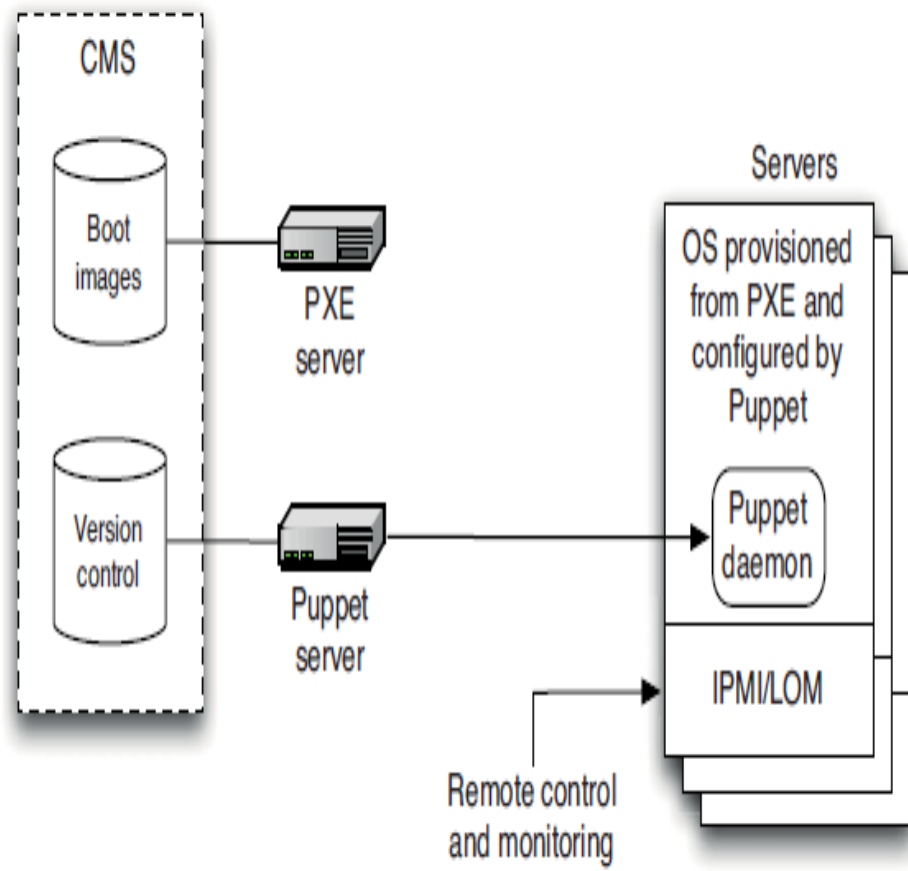 CMS
Boot
images
PXE
server
Version
control
Puppet
server
Servers
OS provisioned
from PXE and
configured by
Puppet
Puppet
daemon
IPMI/LOM
Remote control
and monitoring